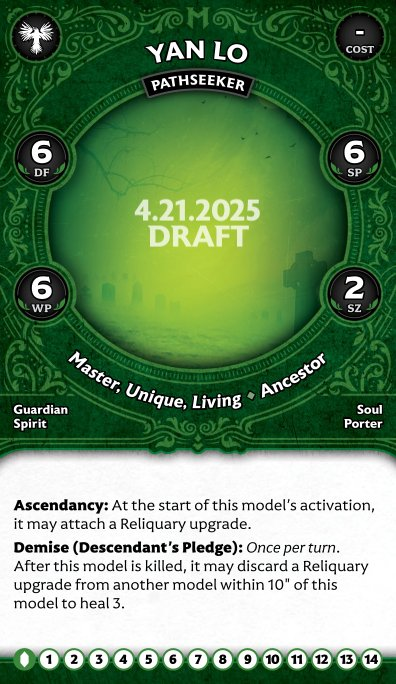 YAN LO
PATHSEEKER
-
COST
6
DF
6
SP
4.21.2025
DRAFT
6
WP
2
SZ
Master, Unique, Living ⬥ Ancestor
Guardian
Spirit
Soul
Porter
Ascendancy: At the start of this model's activation,
it may attach a Reliquary upgrade.
Demise (Descendant's Pledge): Once per turn.
After this model is killed, it may discard a Reliquary
upgrade from another model within 10" of this
model to heal 3.
1 2 3 4 5 6 7 8 9 10 11 12 13 14